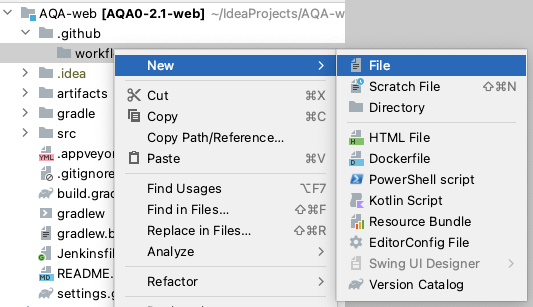 AQA-web [AQA0-2.1-web] ~/IdeaProjects/AQA-w
.github
workfl
.idea
artifacts
gradle
src
.appveyo
.gitignore
build.grad
gradlew
gradlew.b
Jenkinsfi
README.
settings.g
New
Cut ⌘X
Copy ⌘C
Copy Path/Reference...
Paste ⌘V
Find Usages ⌥F7
Find in Files... ⇧⌘F
Replace in Files... ⇧⌘R
Analyze
Refactor
File
Scratch File ⇧⌘N
Directory
HTML File
Dockerfile
PowerShell script
Kotlin Script
Resource Bundle
EditorConfig File
Swing UI Designer
Version Catalog